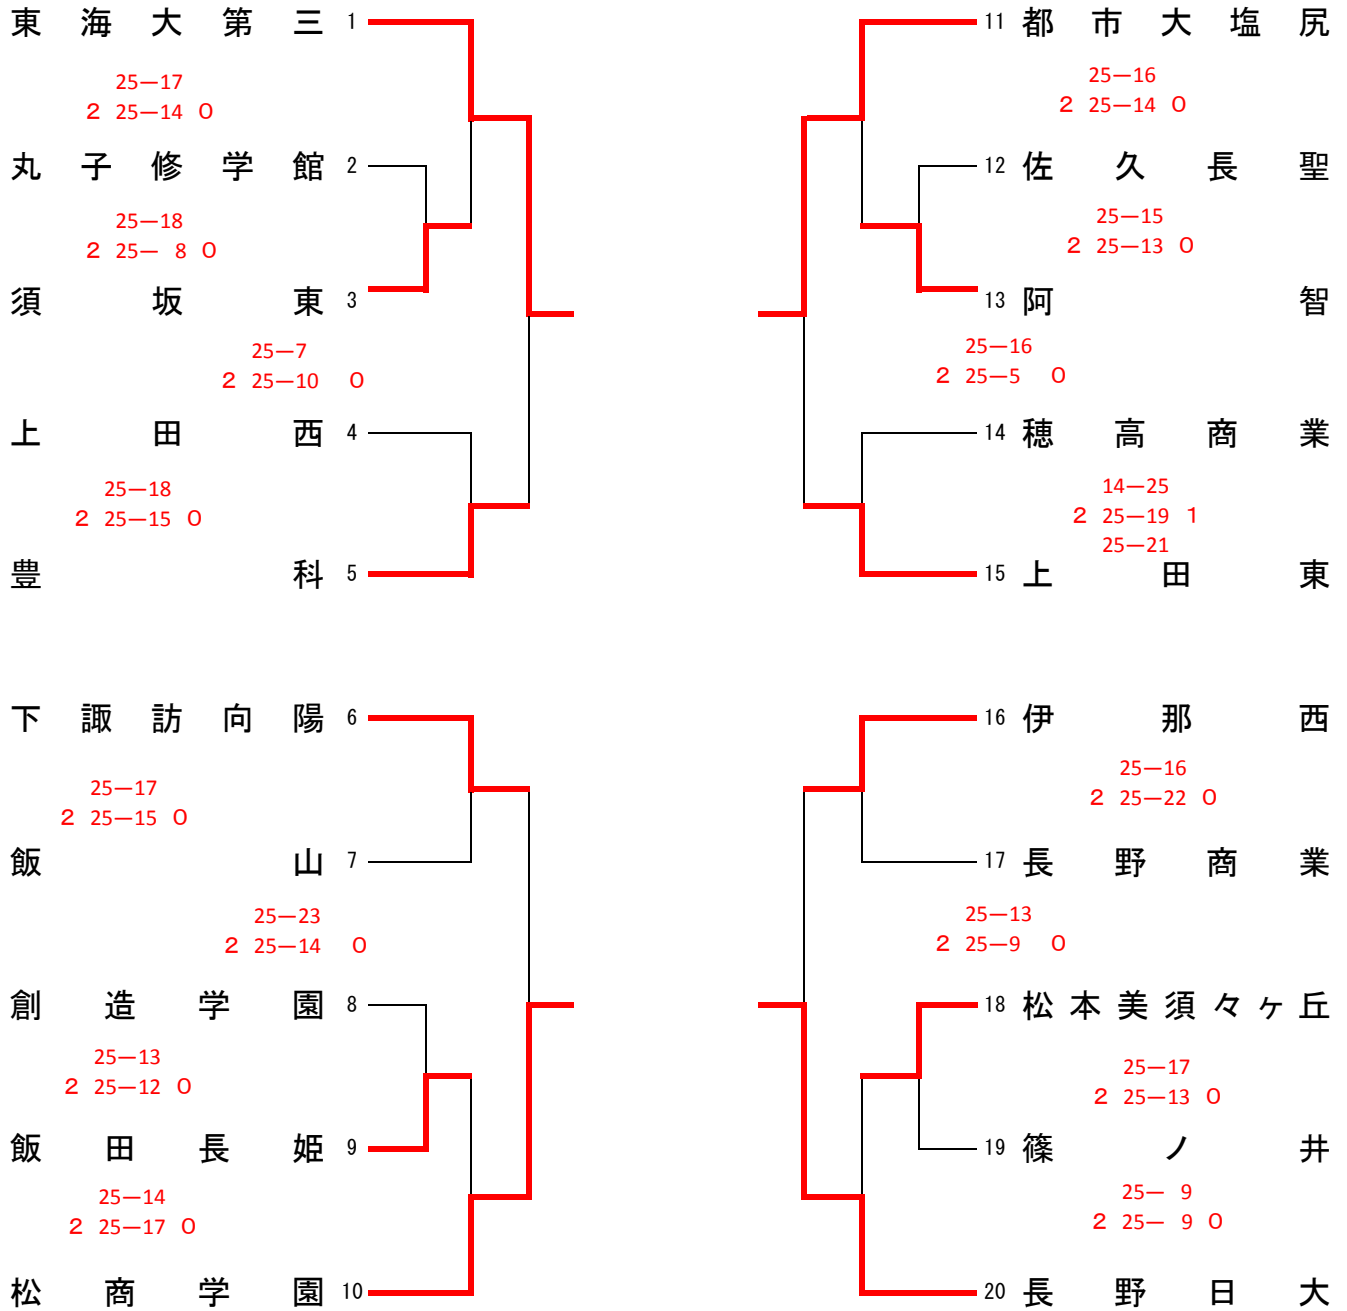 東海大第三 1
25－17
2 25－14 0
丸子修学館 2
25－18
2 25－ 8 0
須坂東 3
25－7
2 25－10 0
上田西 4
25－18
2 25－15 0
豊科 5
下諏訪向陽 6
25－17
2 25－15 0
飯山 7
25－23
2 25－14 0
創造学園 8
25－13
2 25－12 0
飯田長姫 9
25－14
2 25－17 0
松商学園 10
11 都市大塩尻
25－16
2 25－14 0
12 佐久長聖
25－15
2 25－13 0
13 阿智
25－16
2 25－5 0
14 穂高商業
14－25
2 25－19 1
25－21
15 上田東
16 伊那西
25－16
2 25－22 0
17 長野商業
25－13
2 25－9 0
18 松本美須々ヶ丘
25－17
2 25－13 0
19 篠ノ井
25－ 9
2 25－ 9 0
20 長野日大